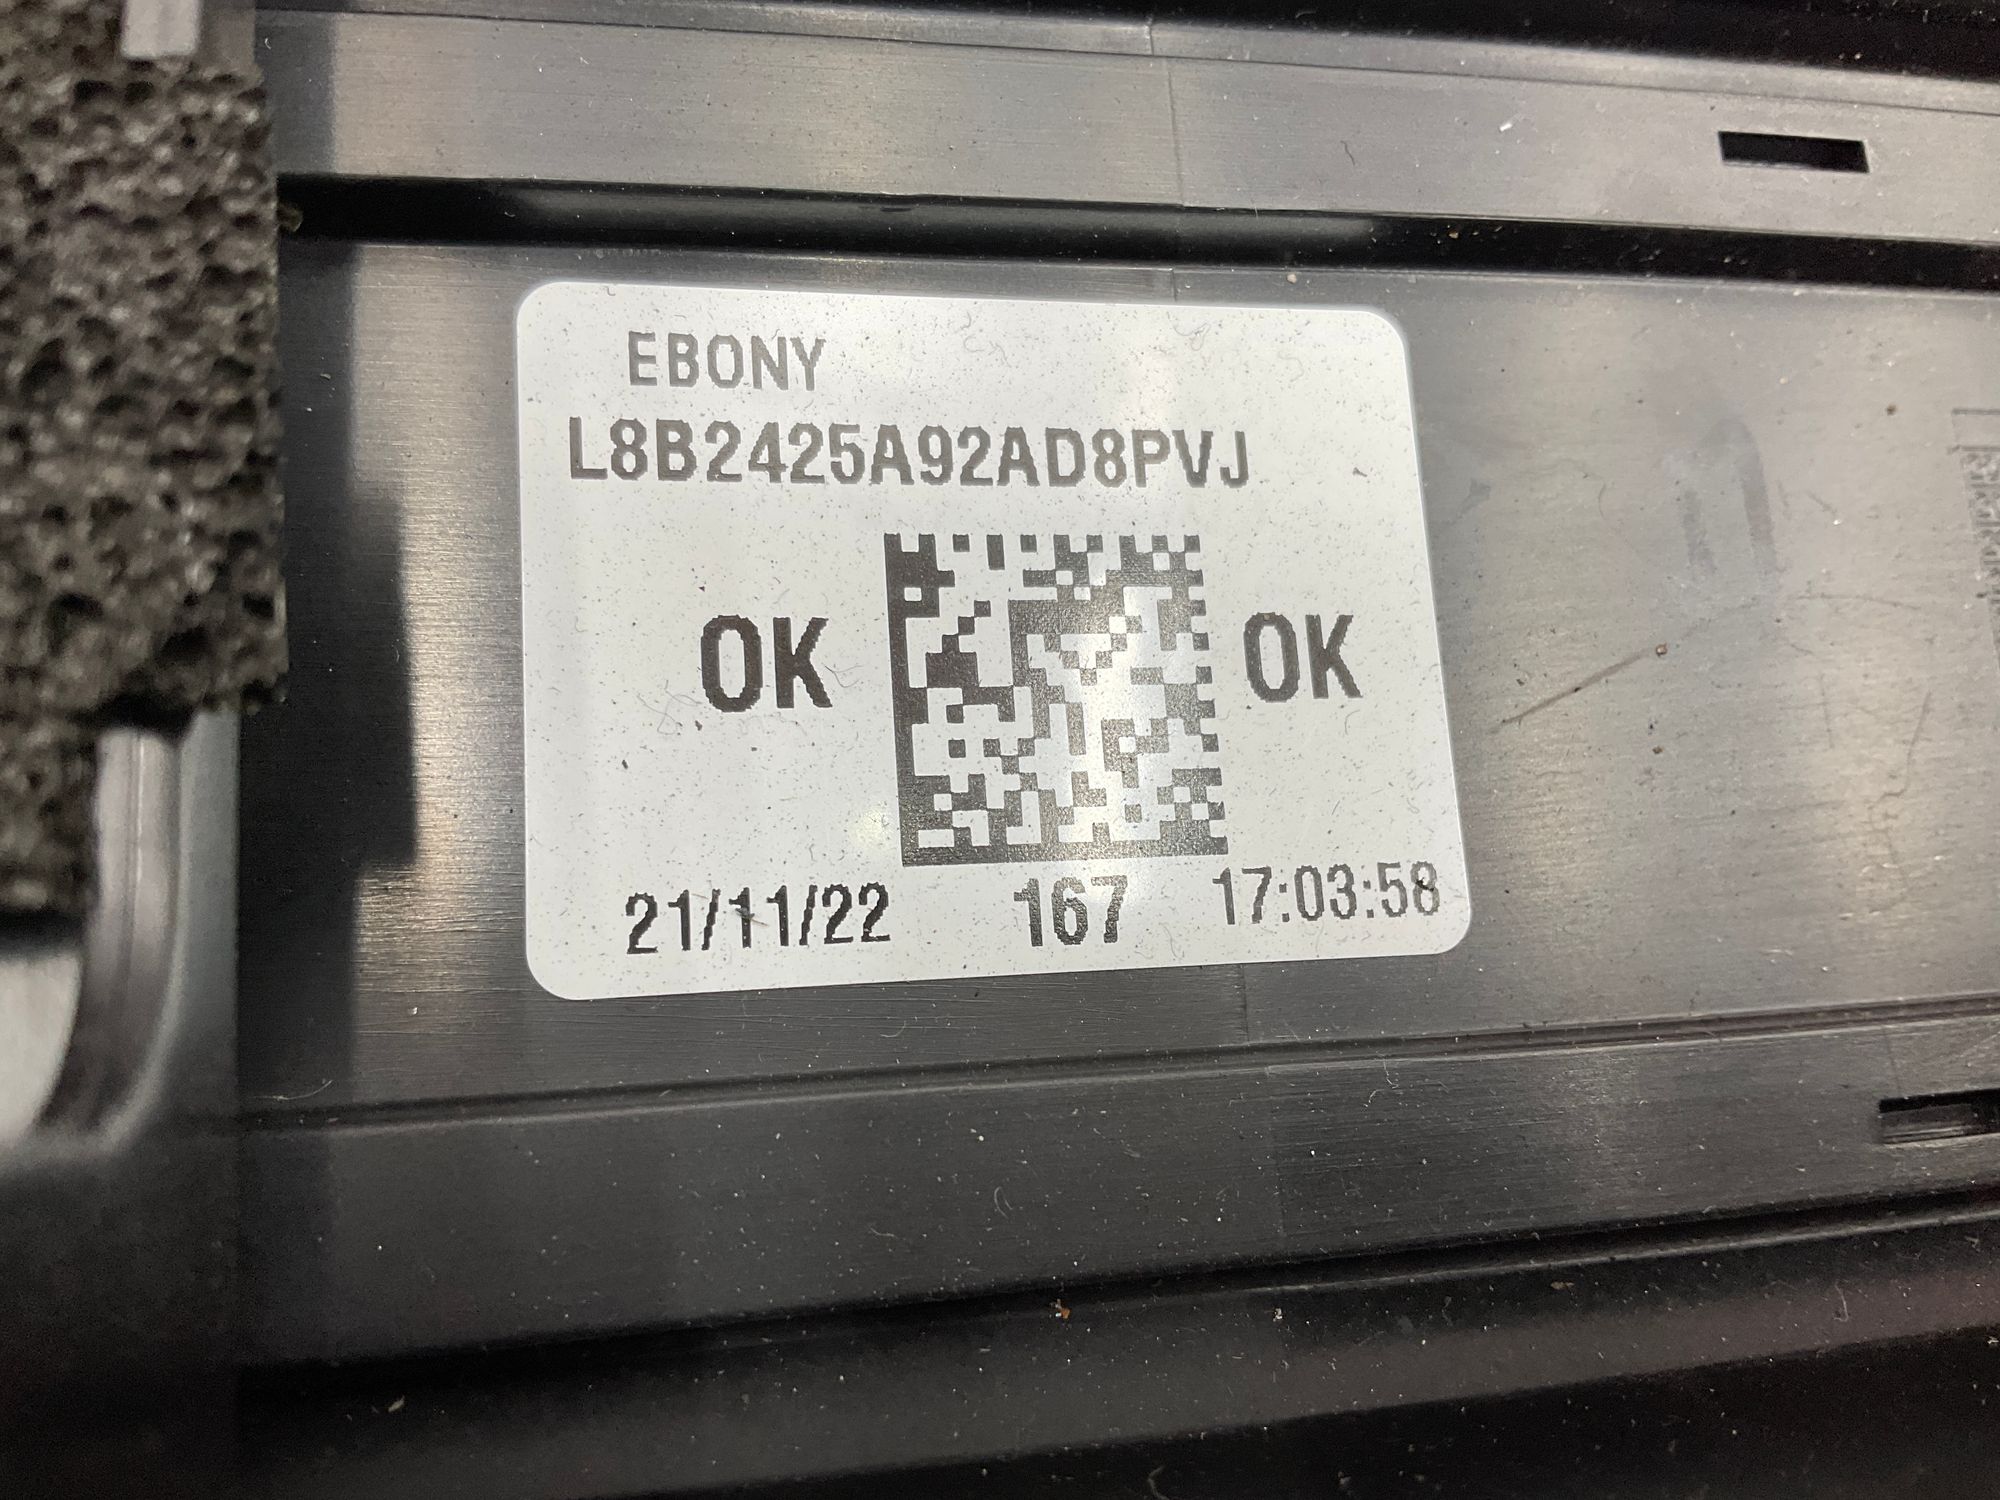 EBONY
L8B2425A92AD8PVJ
OK OK
21/11/22 167 17:03:58